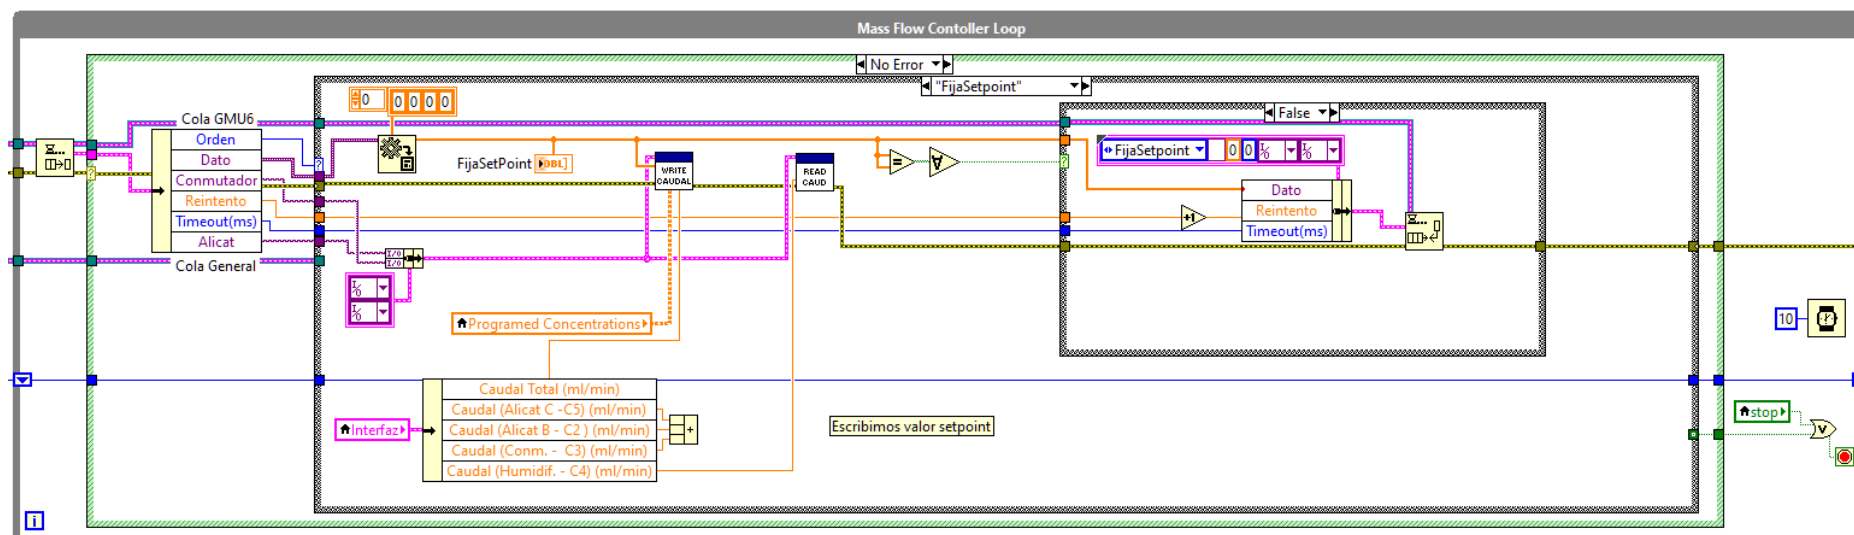 Mass Flow Contoller Loop
No Error
"FijaSetpoint"
0
0 0 0 0
False
Cola GMU6
Orden
Dato
Conmutador
Reintento
Timeout(ms)
Alicat
Cola General
FijaSetPoint
DBL
WRITE
CAUDAL
READ
CAUD
=
FijaSetpoint
0 0
Dato
Reintento
Timeout(ms)
+1
I/O
I/O
Programed Concentrations
10
Caudal Total (ml/min)
Caudal (Alicat C -C5) (ml/min)
Caudal (Alicat B - C2 ) (ml/min)
Caudal (Conm. - C3) (ml/min)
Caudal (Humidif. - C4) (ml/min)
Interfaz
+
Escribimos valor setpoint
stop
V
i